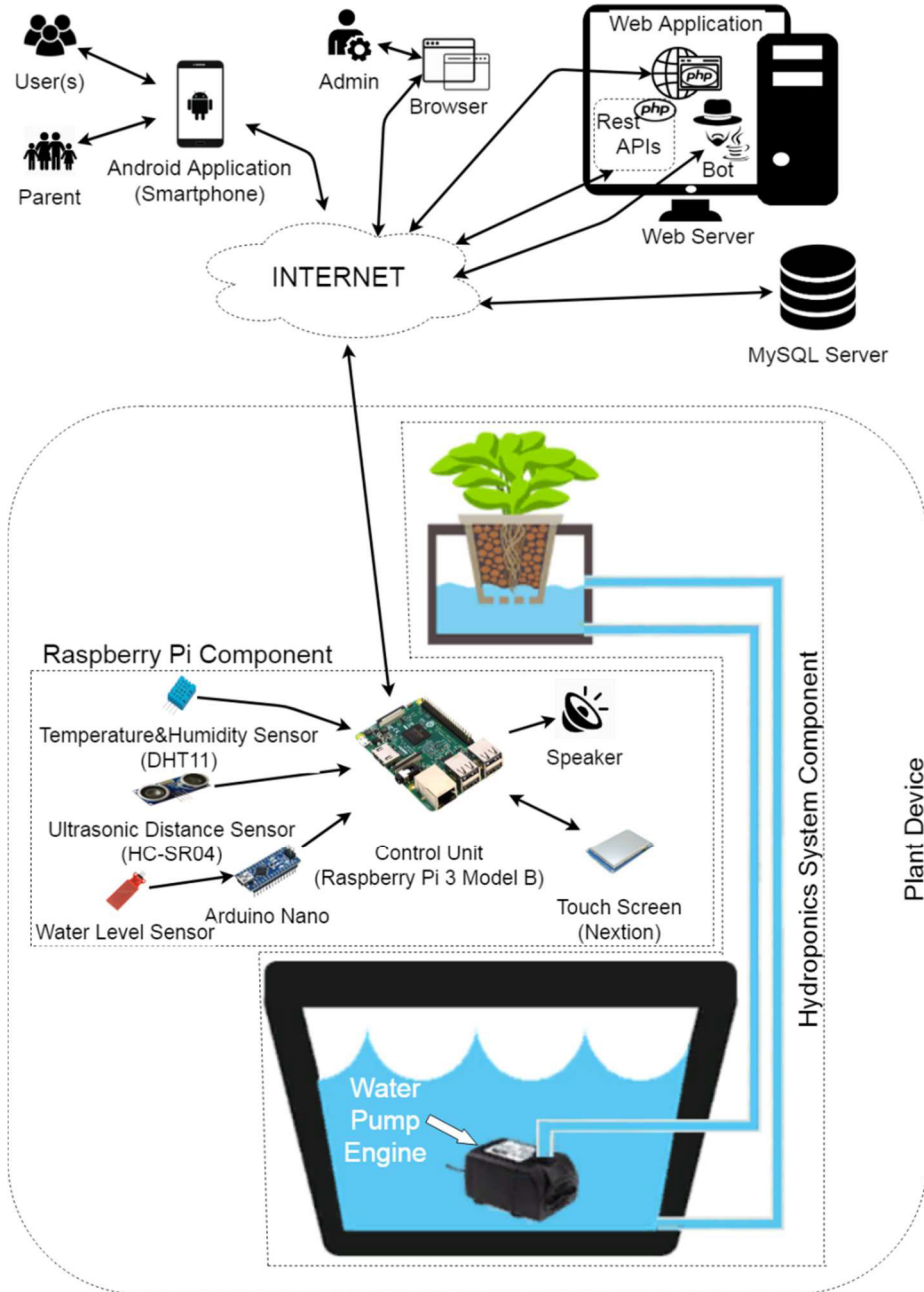 Web Application
php
php
Rest
APIs
Bot
Web Server
User(s)
Admin
Browser
Parent
Android Application
(Smartphone)
INTERNET
MySQL Server
Raspberry Pi Component
Temperature&Humidity Sensor
(DHT11)
Speaker
Ultrasonic Distance Sensor
(HC-SR04)
Control Unit
(Raspberry Pi 3 Model B)
Water Level Sensor
Arduino Nano
Touch Screen
(Nextion)
Hydroponics System Component
Plant Device
Water
Pump
Engine